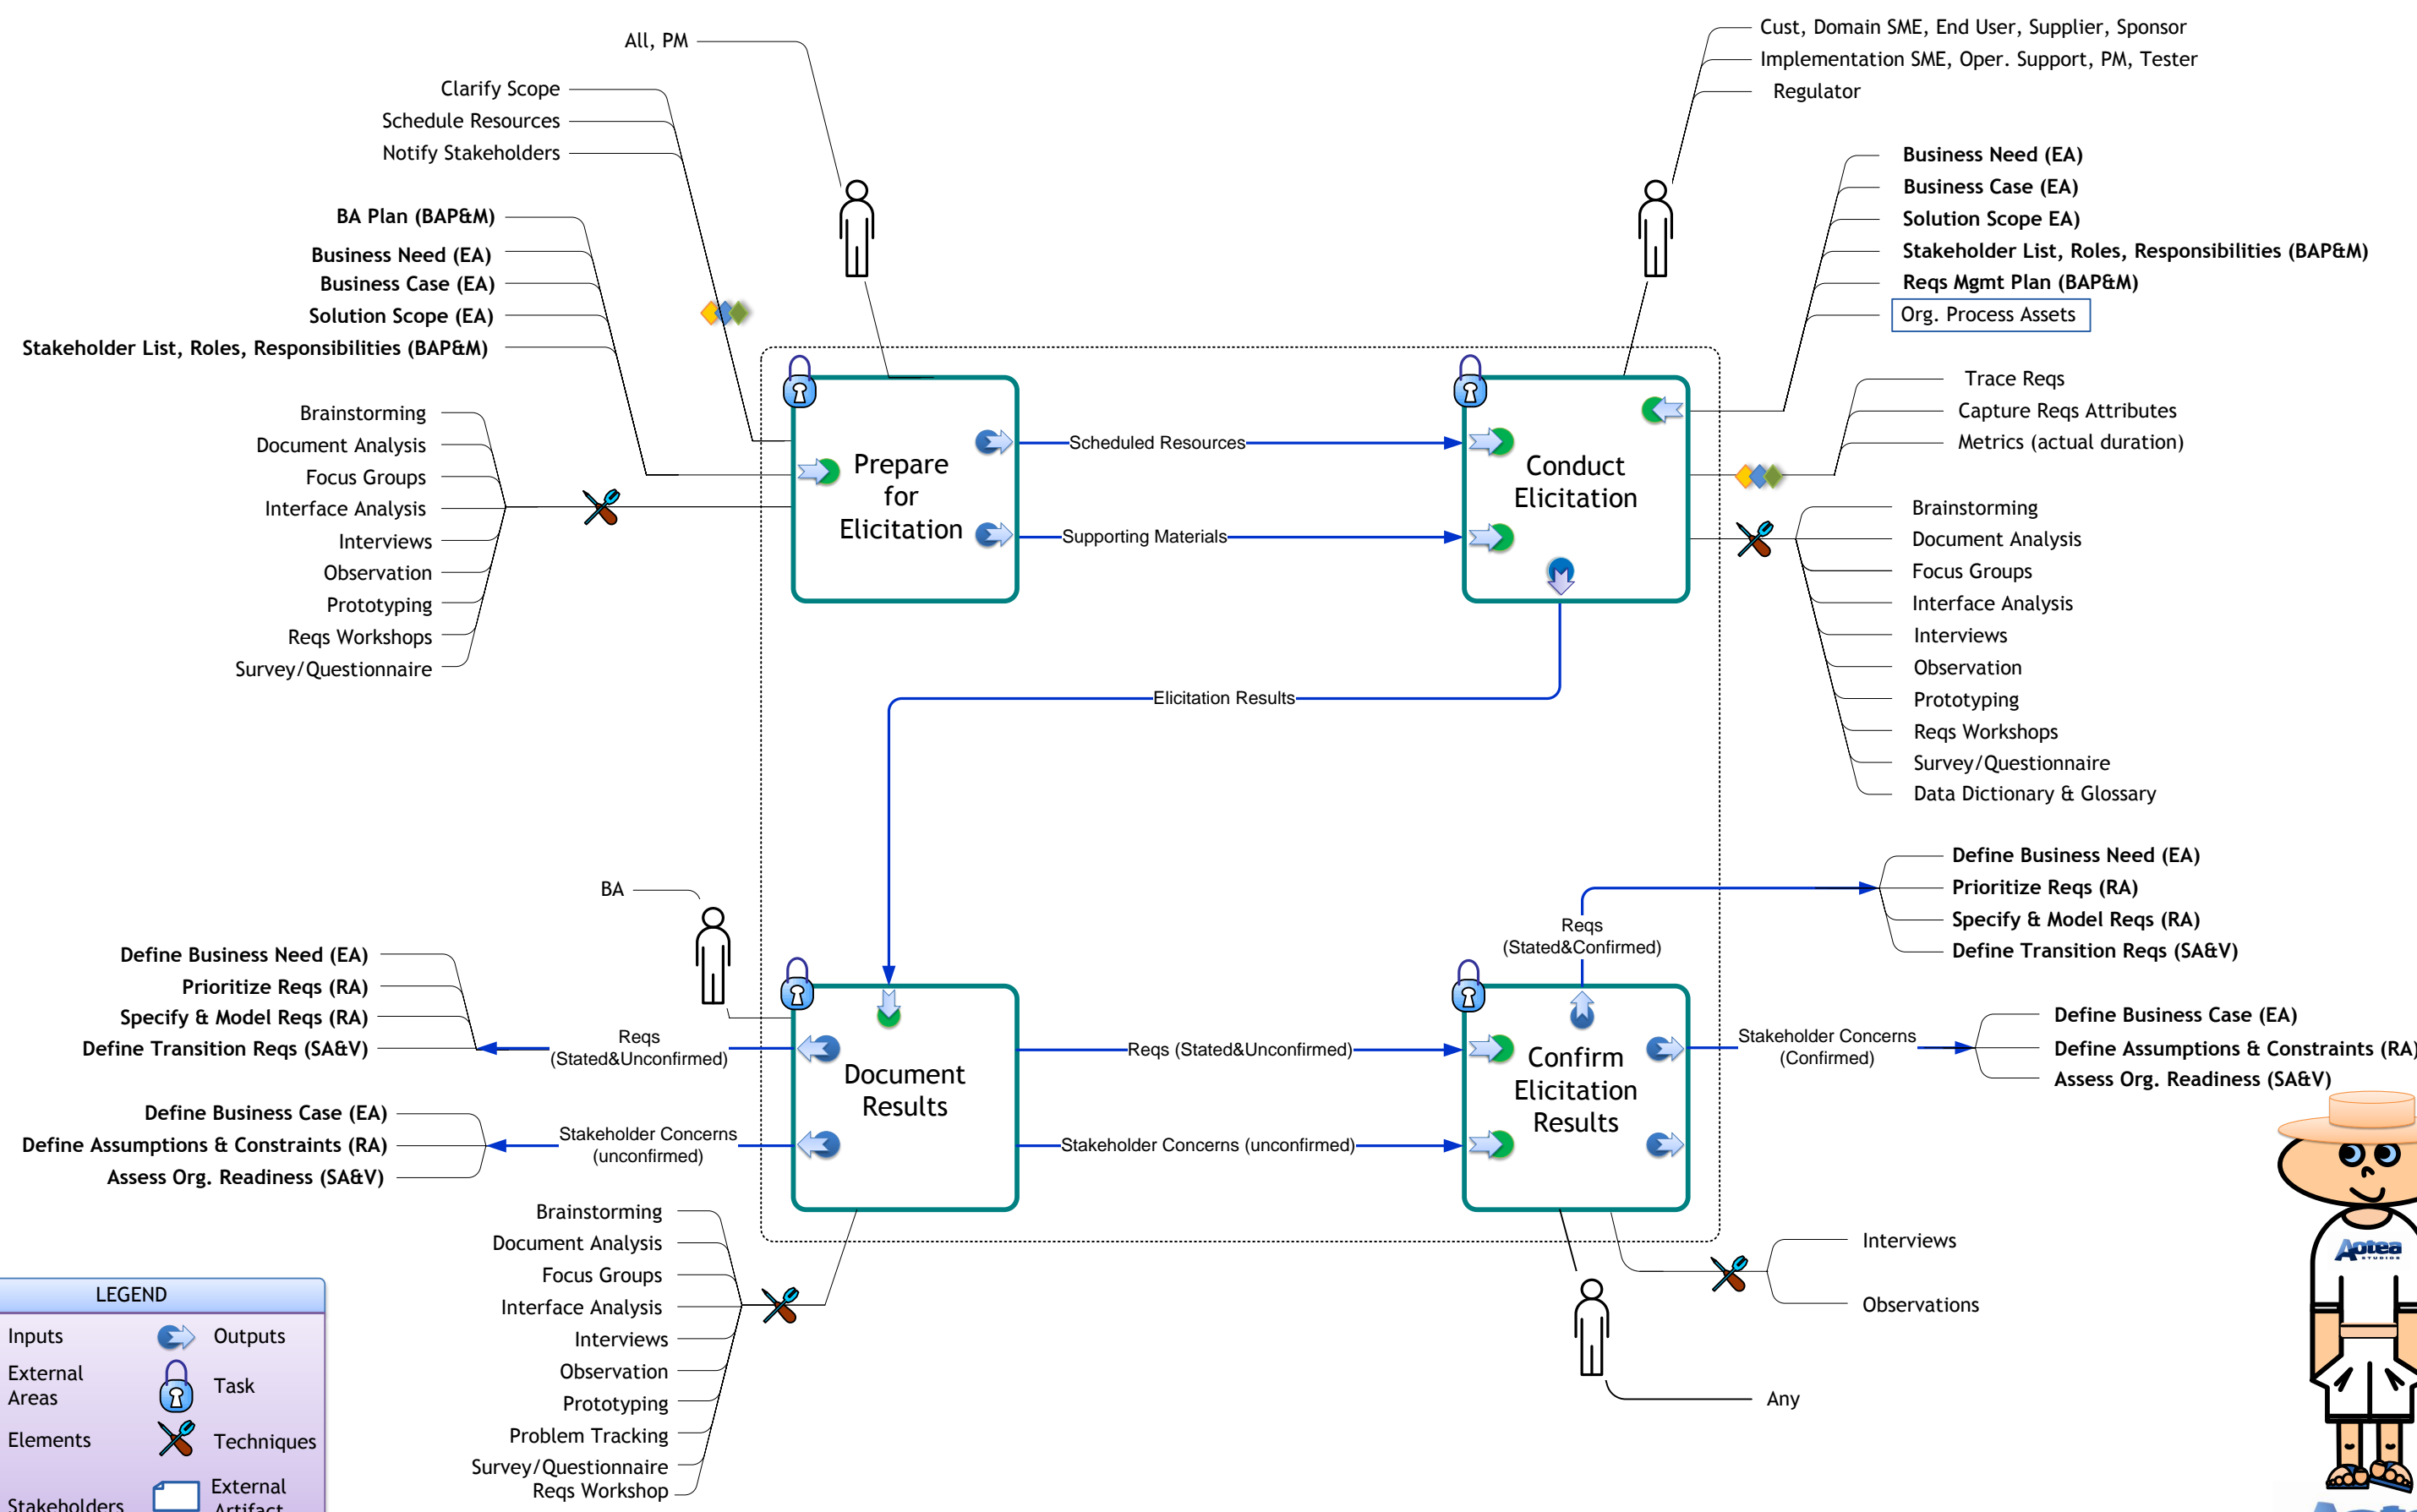 All, PM
Clarify Scope
Schedule Resources
Notify Stakeholders
BA Plan (BAP&M)
Business Need (EA)
Business Case (EA)
Solution Scope (EA)
Stakeholder List, Roles, Responsibilities (BAP&M)
Brainstorming
Document Analysis
Focus Groups
Interface Analysis
Interviews
Observation
Prototyping
Reqs Workshops
Survey/Questionnaire
Cust, Domain SME, End User, Supplier, Sponsor
Implementation SME, Oper. Support, PM, Tester
Regulator
Business Need (EA)
Business Case (EA)
Solution Scope EA)
Stakeholder List, Roles, Responsibilities (BAP&M)
Reqs Mgmt Plan (BAP&M)
Org. Process Assets
Trace Reqs
Capture Reqs Attributes
Metrics (actual duration)
Brainstorming
Document Analysis
Focus Groups
Interface Analysis
Interviews
Observation
Prototyping
Reqs Workshops
Survey/Questionnaire
Data Dictionary & Glossary
Prepare
for
Elicitation
Scheduled Resources
Supporting Materials
Conduct
Elicitation
Elicitation Results
BA
Define Business Need (EA)
Prioritize Reqs (RA)
Specify & Model Reqs (RA)
Define Transition Reqs (SA&V)
Reqs
(Stated&Unconfirmed)
Define Business Case (EA)
Define Assumptions & Constraints (RA)
Assess Org. Readiness (SA&V)
Stakeholder Concerns
(unconfirmed)
Document
Results
Reqs (Stated&Unconfirmed)
Stakeholder Concerns (unconfirmed)
Confirm
Elicitation
Results
Reqs
(Stated&Confirmed)
Define Business Need (EA)
Prioritize Reqs (RA)
Specify & Model Reqs (RA)
Define Transition Reqs (SA&V)
Stakeholder Concerns
(Confirmed)
Define Business Case (EA)
Define Assumptions & Constraints (RA)
Assess Org. Readiness (SA&V)
Brainstorming
Document Analysis
Focus Groups
Interface Analysis
Interviews
Observation
Prototyping
Problem Tracking
Survey/Questionnaire
Reqs Workshop
Interviews
Observations
Any
Aotea
STUDIOS
LEGEND
Inputs
Outputs
External
Areas
Task
Elements
Techniques
Stakeholders
External
Artifact